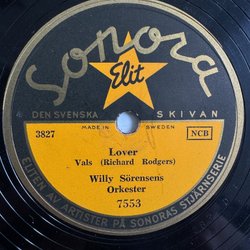 Sonora
Elit
DEN SVENSKA SKIVAN
MADE IN SWEDEN
3827 NCB
Lover
Vals (Richard Rodgers)
Willy Sörensens
Orkester
7553
ELITEN AV ARTISTER PÅ SONORAS STJÄRNSERIE